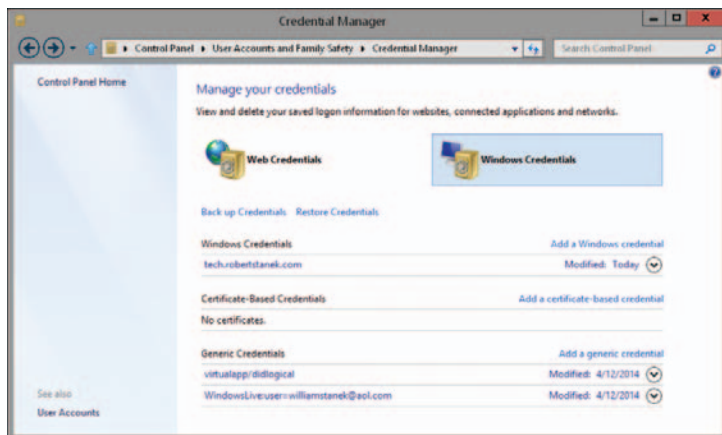 Credential Manager
Control Panel ▸ User Accounts and Family Safety ▸ Credential Manager
Search Control Panel
Control Panel Home
Manage your credentials
View and delete your saved logon information for websites, connected applications and networks.
Web Credentials
Windows Credentials
Back up Credentials Restore Credentials
Windows Credentials Add a Windows credential
tech.robertstanek.com Modified: Today
Certificate-Based Credentials Add a certificate-based credential
No certificates.
Generic Credentials Add a generic credential
virtualapp/didlogical Modified: 4/12/2014
WindowsLive:user=williamstanek@aol.com Modified: 4/12/2014
See also
User Accounts